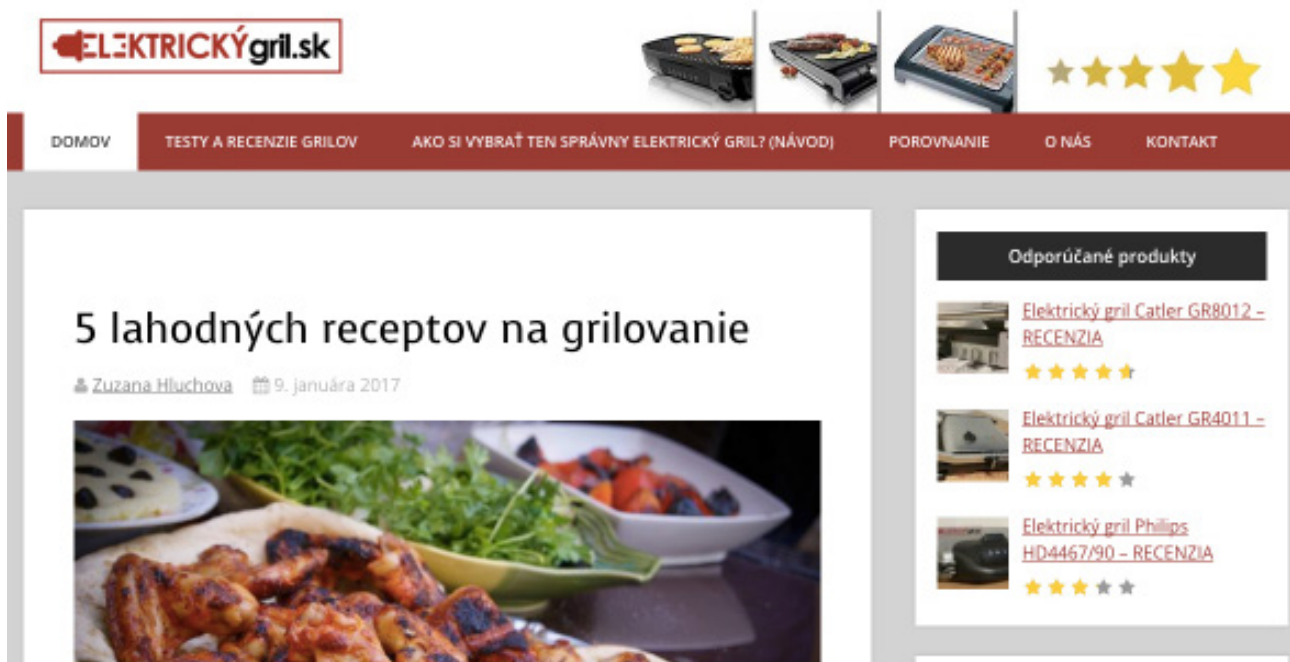 ELEKTRICKÝgril.sk
DOMOV
TESTY A RECENZIE GRILOV
AKO SI VYBRAŤ TEN SPRÁVNY ELEKTRICKÝ GRIL? (NÁVOD)
POROVNANIE
O NÁS
KONTAKT
5 lahodných receptov na grilovanie
Zuzana Hluchova 9. januára 2017
Odporúčané produkty
Elektrický gril Catler GR8012 –
RECENZIA
Elektrický gril Catler GR4011 –
RECENZIA
Elektrický gril Philips
HD4467/90 – RECENZIA